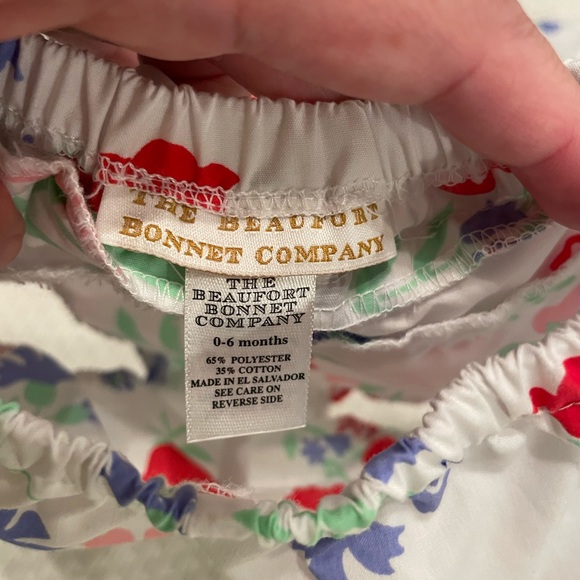 THE BEAUFORT
BONNET COMPANY
THE
BEAUFORT
BONNET
COMPANY
0-6 months
65% POLYESTER
35% COTTON
MADE IN EL SALVADOR
SEE CARE ON
REVERSE SIDE